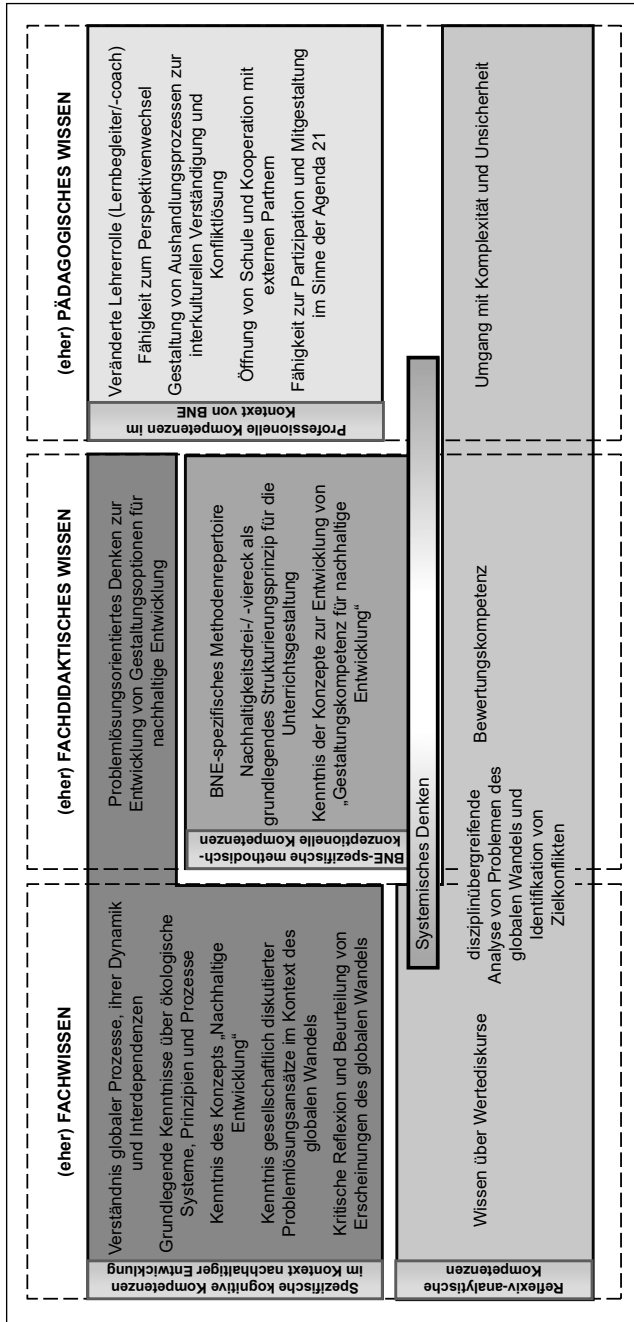 (eher) FACHWISSEN
Spezifische kognitive Kompetenzen
im Kontext nachhaltiger Entwicklung
Verständnis globaler Prozesse, ihrer Dynamik
und Interdependenzen
Grundlegende Kenntnisse über ökologische
Systeme, Prinzipien und Prozesse
Kenntnis des Konzepts „Nachhaltige
Entwicklung“
Kenntnis gesellschaftlich diskutierter
Problemlösungsansätze im Kontext des
globalen Wandels
Kritische Reflexion und Beurteilung von
Erscheinungen des globalen Wandels
(eher) FACHDIDAKTISCHES WISSEN
Problemlösungsorientiertes Denken zur
Entwicklung von Gestaltungsoptionen für
nachhaltige Entwicklung
BNE-spezifische methodisch-
konzeptionelle Kompetenzen
BNE-spezifisches Methodenrepertoire
Nachhaltigkeitsdrei-/ -viereck als
grundlegendes Strukturierungsprinzip für die
Unterrichtsgestaltung
Kenntnis der Konzepte zur Entwicklung von
„Gestaltungskompetenz für nachhaltige
Entwicklung“
(eher) PÄDAGOGISCHES WISSEN
Professionelle Kompetenzen im
Kontext von BNE
Veränderte Lehrerrolle (Lernbegleiter/-coach)
Fähigkeit zum Perspektivenwechsel
Gestaltung von Aushandlungsprozessen zur
interkulturellen Verständigung und
Konfliktlösung
Öffnung von Schule und Kooperation mit
externen Partnern
Fähigkeit zur Partizipation und Mitgestaltung
im Sinne der Agenda 21
Systemisches Denken
Reflexiv-analytische
Kompetenzen
Wissen über Wertediskurse
disziplinübergreifende
Analyse von Problemen des
globalen Wandels und
Identifikation von
Zielkonflikten
Bewertungskompetenz
Umgang mit Komplexität und Unsicherheit